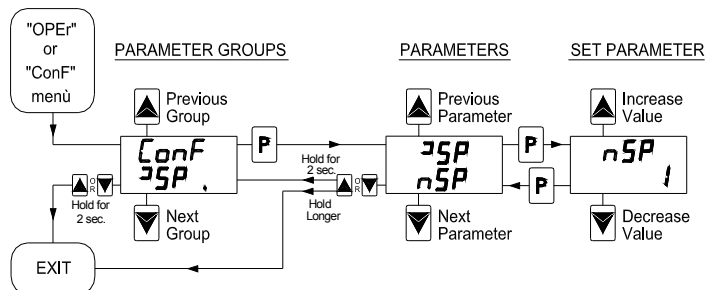 "OPEr"
or
"ConF"
menù
PARAMETER GROUPS
PARAMETERS
SET PARAMETER
Previous
Group
Previous
Parameter
Increase
Value
P
P
P
ConF
ᆿSP.
ᆿSP
nSP
nSP
1
Hold for
2 sec.
OR
Hold
Longer
OR
Hold for
2 sec.
Next
Group
Next
Parameter
Decrease
Value
EXIT